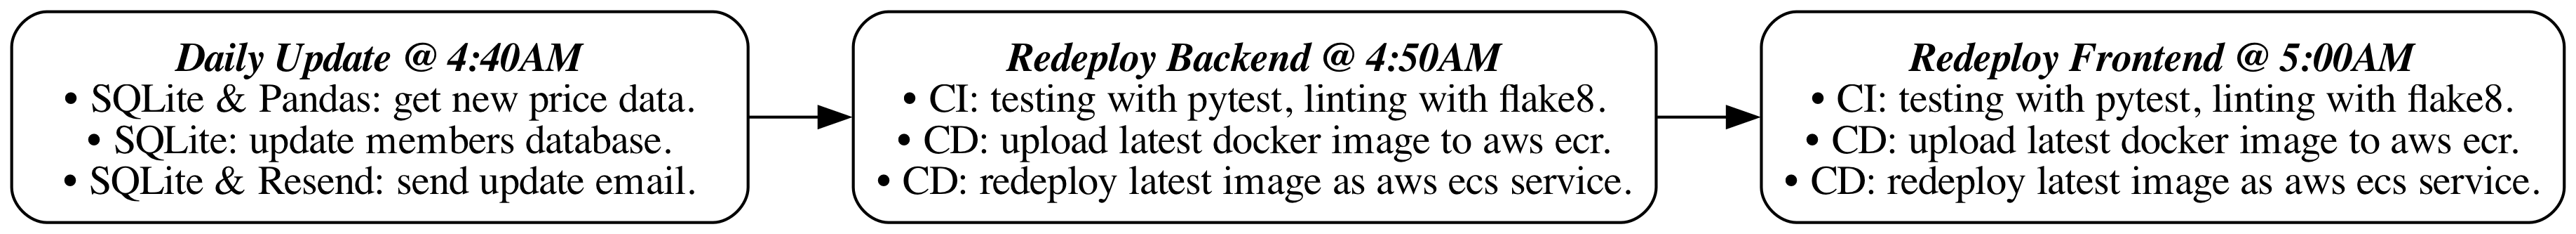 Daily Update @ 4:40AM
• SQLite & Pandas: get new price data.
• SQLite: update members database.
• SQLite & Resend: send update email.
Redeploy Backend @ 4:50AM
• CI: testing with pytest, linting with flake8.
• CD: upload latest docker image to aws ecr.
• CD: redeploy latest image as aws ecs service.
Redeploy Frontend @ 5:00AM
• CI: testing with pytest, linting with flake8.
• CD: upload latest docker image to aws ecr.
• CD: redeploy latest image as aws ecs service.